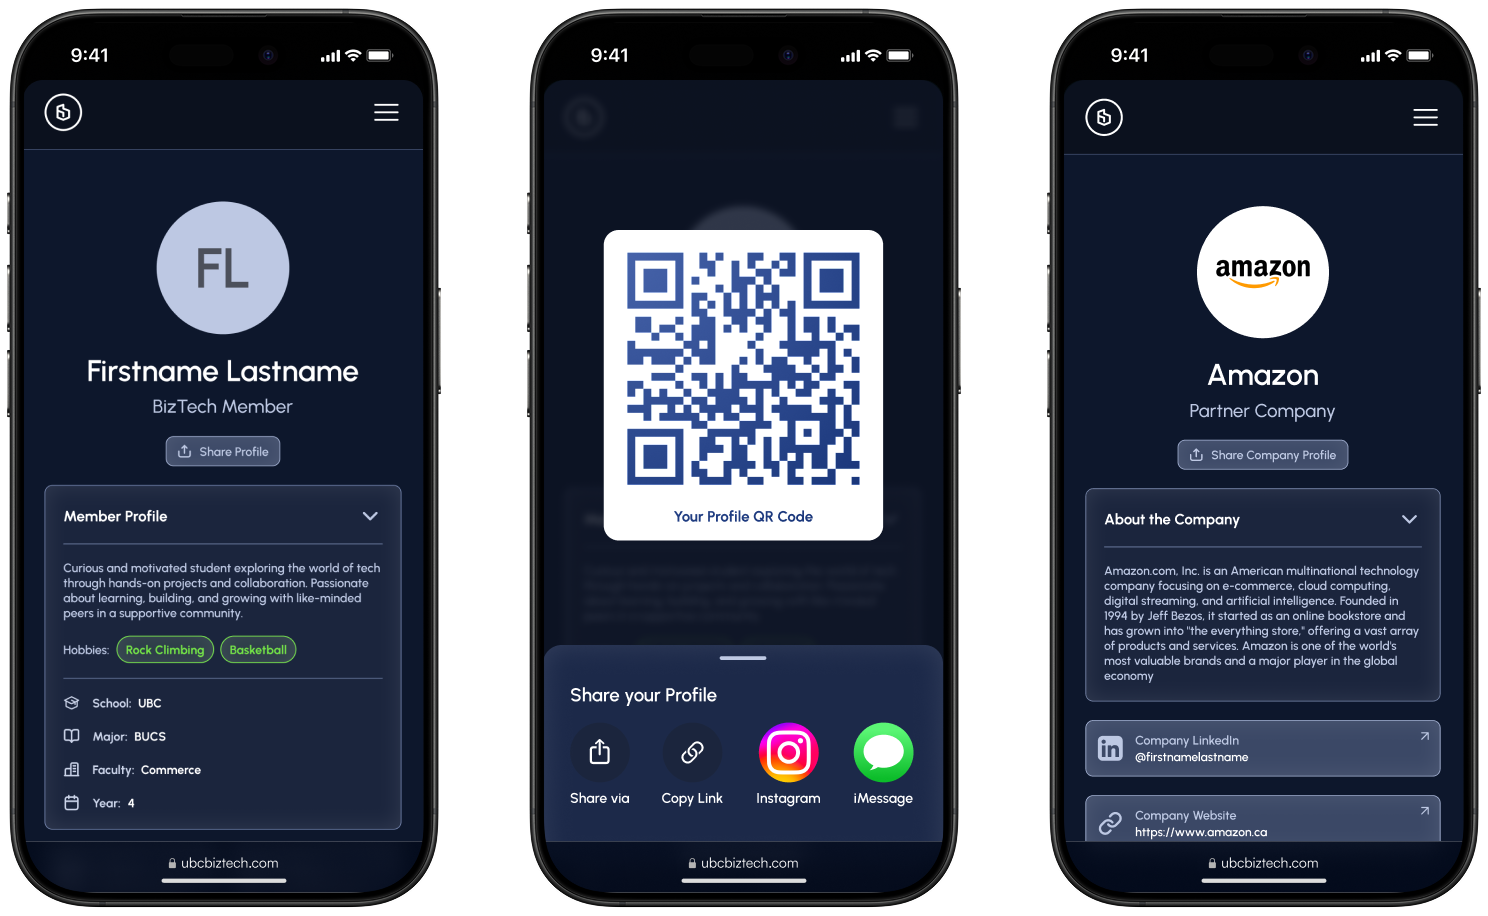 9:41
FL
Firstname Lastname
BizTech Member
Share Profile
Member Profile
Curious and motivated student exploring the world of tech
through hands-on projects and collaboration. Passionate
about learning, building, and growing with like-minded
peers in a supportive community.
Hobbies: Rock Climbing Basketball
School: UBC
Major: BUCS
Faculty: Commerce
Year: 4
ubcbiztech.com
9:41
Your Profile QR Code
Share your Profile
Share via Copy Link Instagram iMessage
ubcbiztech.com
9:41
amazon
Amazon
Partner Company
Share Company Profile
About the Company
Amazon.com, Inc. is an American multinational technology
company focusing on e-commerce, cloud computing,
digital streaming, and artificial intelligence. Founded in
1994 by Jeff Bezos, it started as an online bookstore and
has grown into "the everything store," offering a vast array
of products and services. Amazon is one of the world's
most valuable brands and a major player in the global
economy
in
Company LinkedIn
@firstnamelastname
Company Website
https://www.amazon.ca
ubcbiztech.com